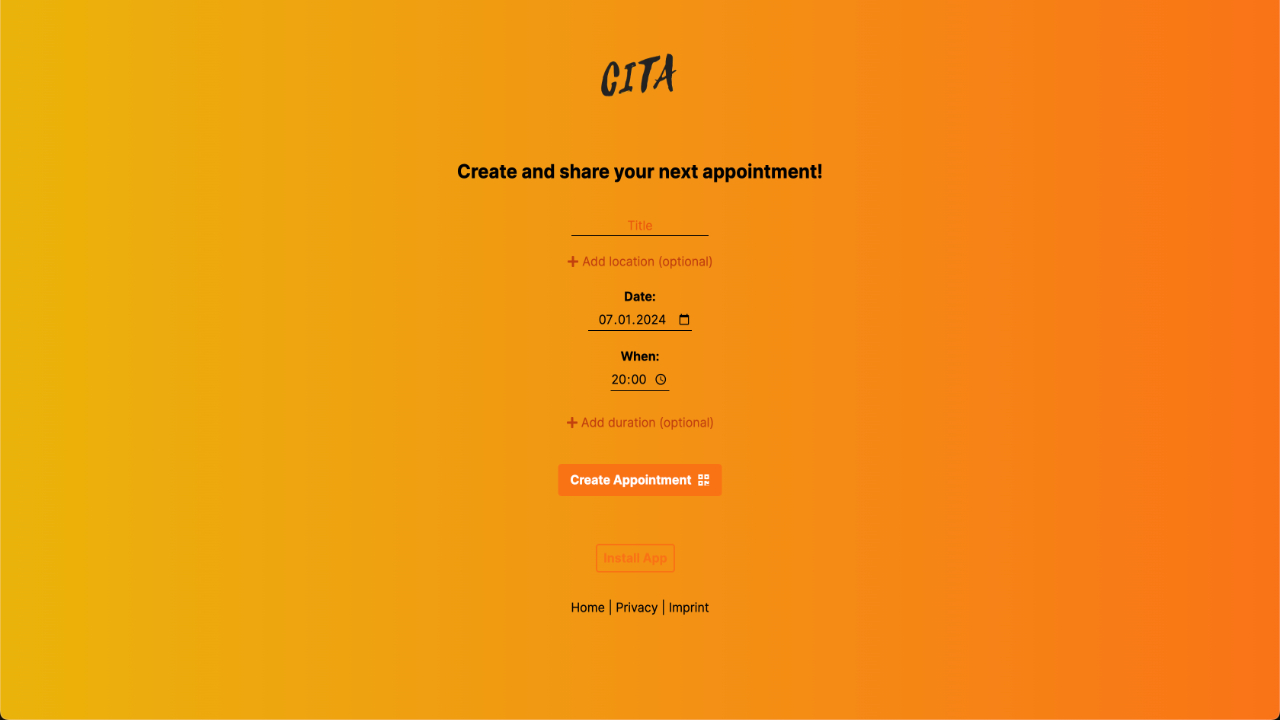 CITA
Create and share your next appointment!
Title
+ Add location (optional)
Date:
07.01.2024
When:
20:00
+ Add duration (optional)
Create Appointment
Install App
Home | Privacy | Imprint